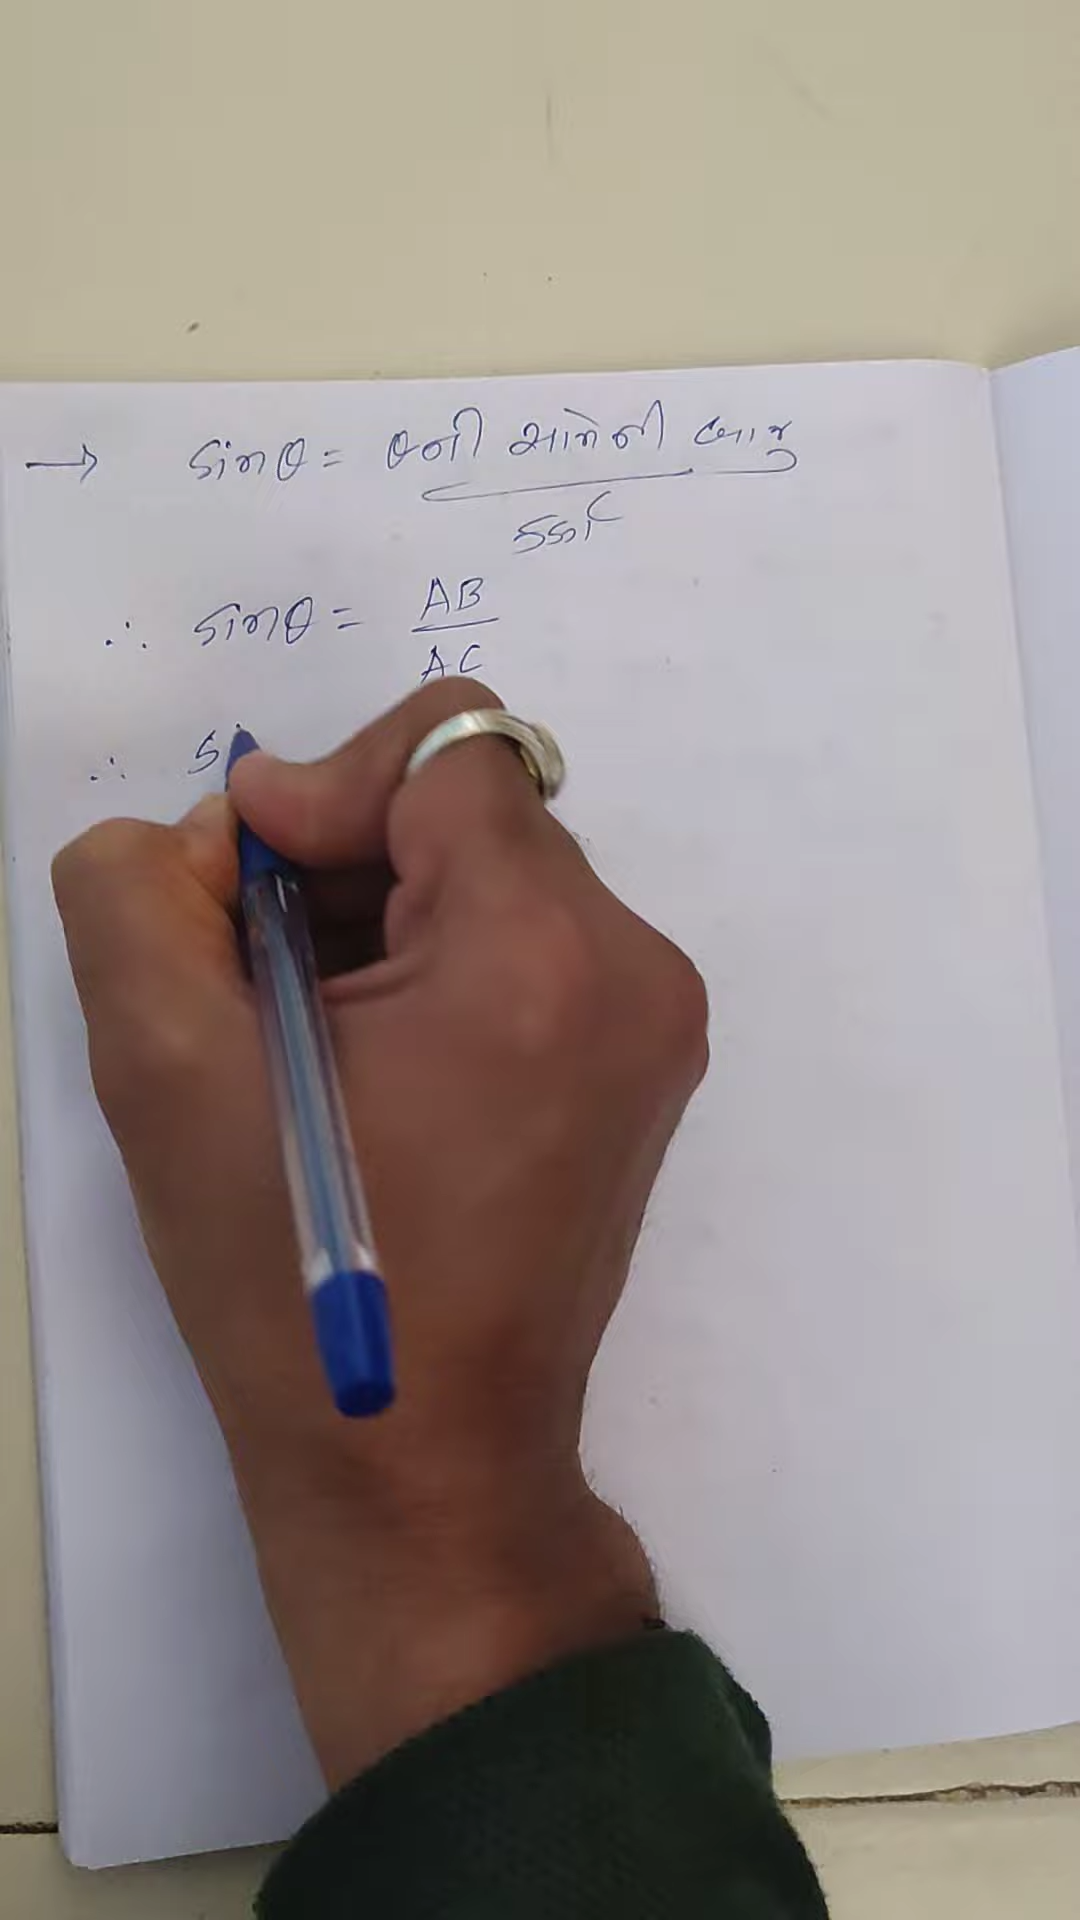 → sinθ = θની સામેની બાજુ
કર્ણ
∴ sinθ = AB
AC
∴ s